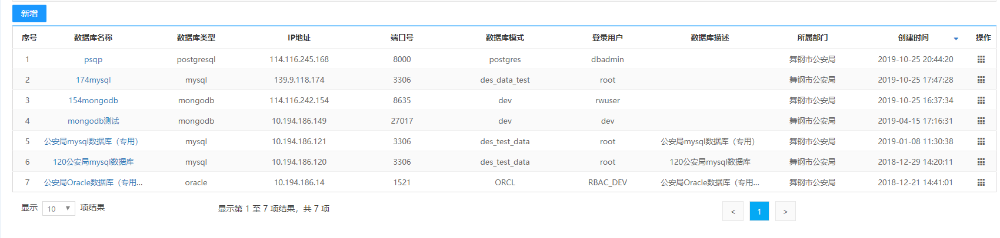 新增
序号 数据库名称 数据库类型 IP地址 端口号 数据库模式 登录用户 数据库描述 所属部门 创建时间 操作
1 psqp postgresql 114.116.245.168 8000 postgres dbadmin 舞钢市公安局 2019-10-25 20:44:20
2 174mysql mysql 139.9.118.174 3306 des_data_test root 舞钢市公安局 2019-10-25 17:47:28
3 154mongodb mongodb 114.116.242.154 8635 dev rwuser 舞钢市公安局 2019-10-25 16:37:34
4 mongodb测试 mongodb 10.194.186.149 27017 dev dev 舞钢市公安局 2019-04-15 17:16:31
5 公安局mysql数据库（专用） mysql 10.194.186.121 3306 des_test_data root 公安局mysql数据库（专用） 舞钢市公安局 2019-01-08 11:30:38
6 120公安局mysql数据库 mysql 10.194.186.120 3306 des_test_data root 120公安局mysql数据库 舞钢市公安局 2018-12-29 14:20:11
7 公安局Oracle数据库（专用... oracle 10.194.186.14 1521 ORCL RBAC_DEV 公安局Oracle数据库（专用... 舞钢市公安局 2018-12-21 14:41:01
显示 10 项结果 显示第 1 至 7 项结果，共 7 项 < 1 >